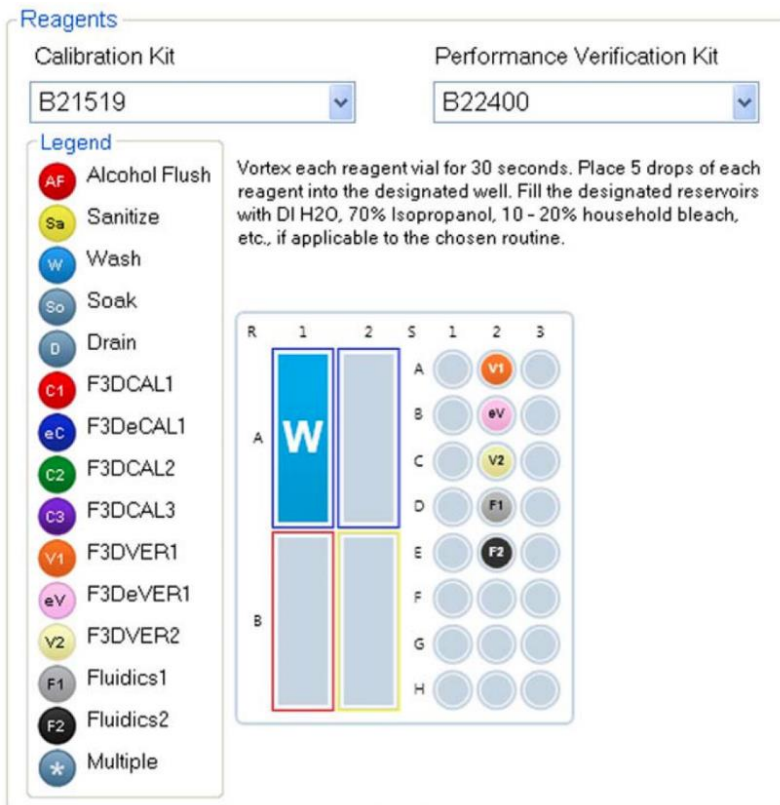 Reagents
Calibration Kit
Performance Verification Kit
B21519
B22400
Legend
AF Alcohol Flush
Sa Sanitize
W Wash
So Soak
D Drain
C1 F3DCAL1
eC F3DeCAL1
C2 F3DCAL2
C3 F3DCAL3
V1 F3DVER1
eV F3DeVER1
V2 F3DVER2
F1 Fluidics1
F2 Fluidics2
* Multiple
Vortex each reagent vial for 30 seconds. Place 5 drops of each
reagent into the designated well. Fill the designated reservoirs
with DI H2O, 70% Isopropanol, 10 - 20% household bleach,
etc., if applicable to the chosen routine.
R 1 2 S 1 2 3
A V1
B eV
A W
C V2
D F1
E F2
F
B
G
H